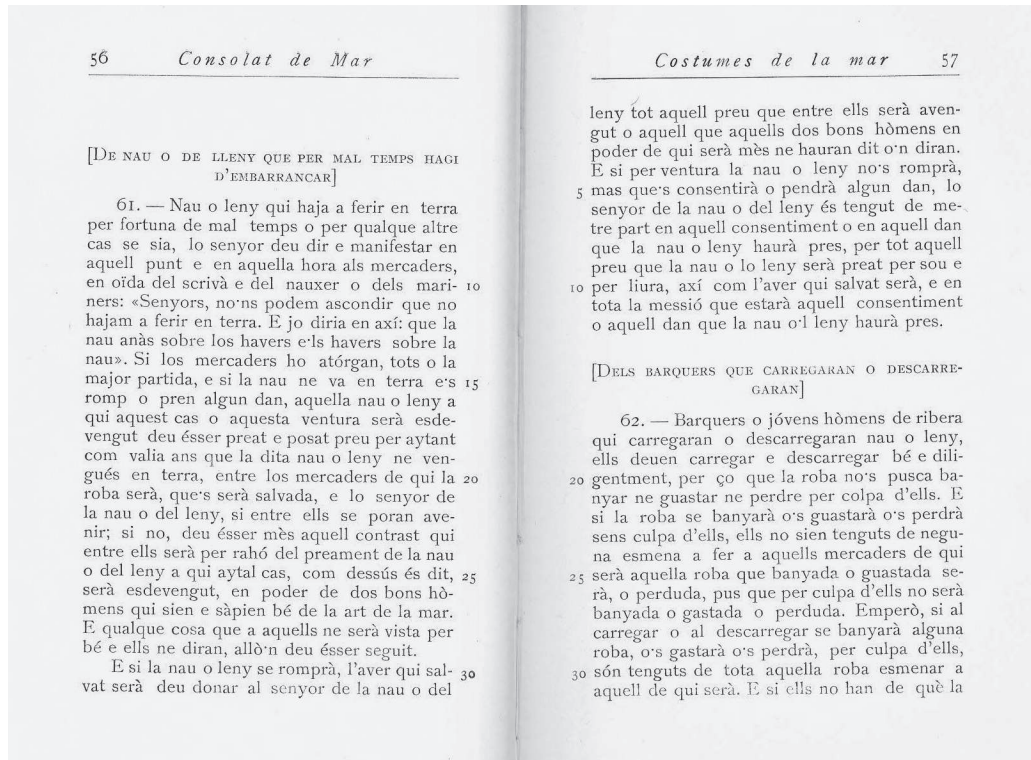 56 Consolat de Mar
[De nau o de lleny que per mal temps hagi
d'embarrancar]
61. — Nau o leny qui haja a ferir en terra
per fortuna de mal temps o per qualque altre
cas se sia, lo senyor deu dir e manifestar en
aquell punt e en aquella hora als mercaders,
en oïda del scrivà e del nauxer o dels mari- 10
ners: «Senyors, no·ns podem ascondir que no
hajam a ferir en terra. E jo diria en axí: que la
nau anàs sobre los havers e·ls havers sobre la
nau». Si los mercaders ho atórgan, tots o la
major partida, e si la nau ne va en terra e·s 15
romp o pren algun dan, aquella nau o leny a
qui aquest cas o aquesta ventura serà esde-
vengut deu ésser preat e posat preu per aytant
com valia ans que la dita nau o leny ne ven-
gués en terra, entre los mercaders de qui la 20
roba serà, que·s serà salvada, e lo senyor de
la nau o del leny, si entre ells se poran ave-
nir; si no, deu ésser mès aquell contrast qui
entre ells serà per rahó del preament de la nau
o del leny a qui aytal cas, com dessús és dit, 25
serà esdevengut, en poder de dos bons hò-
mens qui sien e sàpien bé de la art de la mar.
E qualque cosa que a aquells ne serà vista per
bé e ells ne diran, allò·n deu ésser seguit.
E si la nau o leny se romprà, l'aver qui sal- 30
vat serà deu donar al senyor de la nau o del
Costumes de la mar 57
leny tot aquell preu que entre ells serà aven-
gut o aquell que aquells dos bons hòmens en
poder de qui serà mès ne hauran dit o·n diran.
E si per ventura la nau o leny no·s romprà,
5 mas que·s consentirà o pendrà algun dan, lo
senyor de la nau o del leny és tengut de me-
tre part en aquell consentiment o en aquell dan
que la nau o leny haurà pres, per tot aquell
preu que la nau o lo leny serà preat per sou e
10 per liura, axí com l'aver qui salvat serà, e en
tota la messió que estarà aquell consentiment
o aquell dan que la nau o·l leny haurà pres.
[Dels barquers que carregaran o descarre-
garan]
62. — Barquers o jóvens hòmens de ribera
qui carregaran o descarregaran nau o leny,
ells deuen carregar e descarregar bé e dili-
20 gentment, per ço que la roba no·s pusca ba-
nyar ne guastar ne perdre per colpa d'ells. E
si la roba se banyarà o·s guastarà o·s perdrà
sens culpa d'ells, ells no sien tenguts de negu-
na esmena a fer a aquells mercaders de qui
25 serà aquella roba que banyada o guastada se-
rà, o perduda, pus que per culpa d'ells no serà
banyada o gastada o perduda. Emperò, si al
carregar o al descarregar se banyarà alguna
roba, o·s gastarà o·s perdrà, per culpa d'ells,
30 són tenguts de tota aquella roba esmenar a
aquell de qui serà. E si ells no han de què la